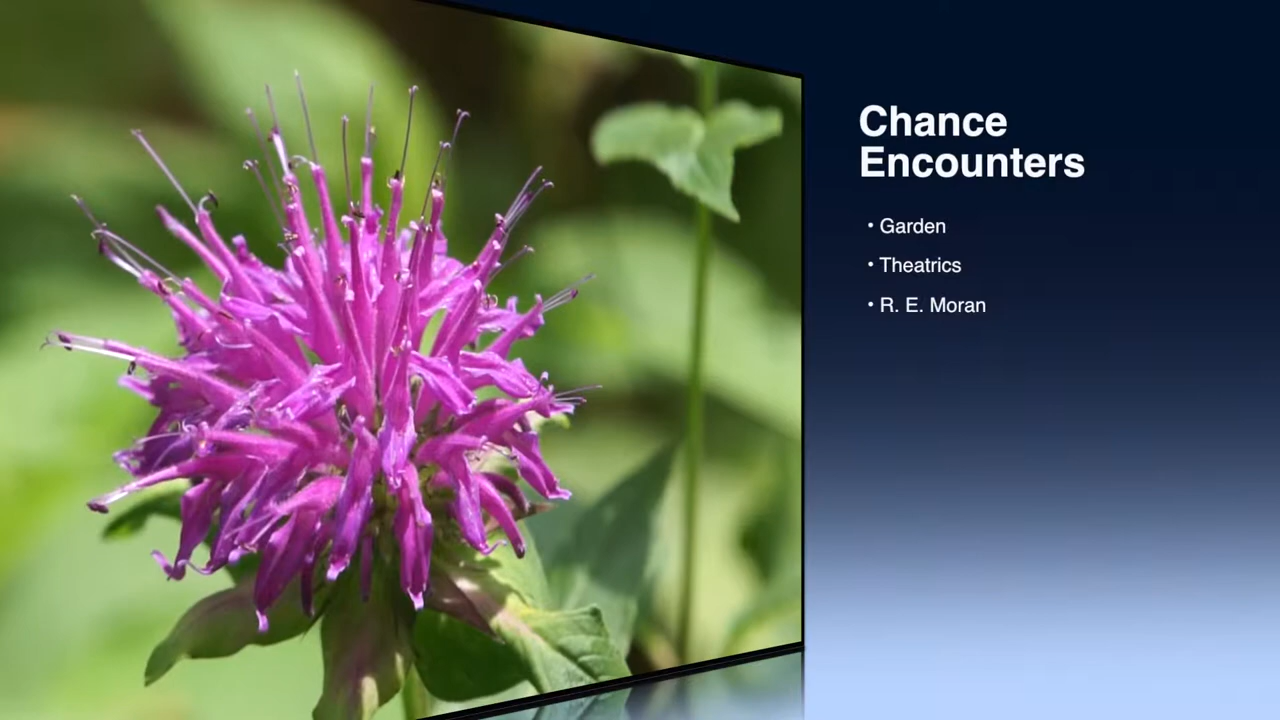 Chance
Encounters
• Garden
• Theatrics
• R. E. Moran